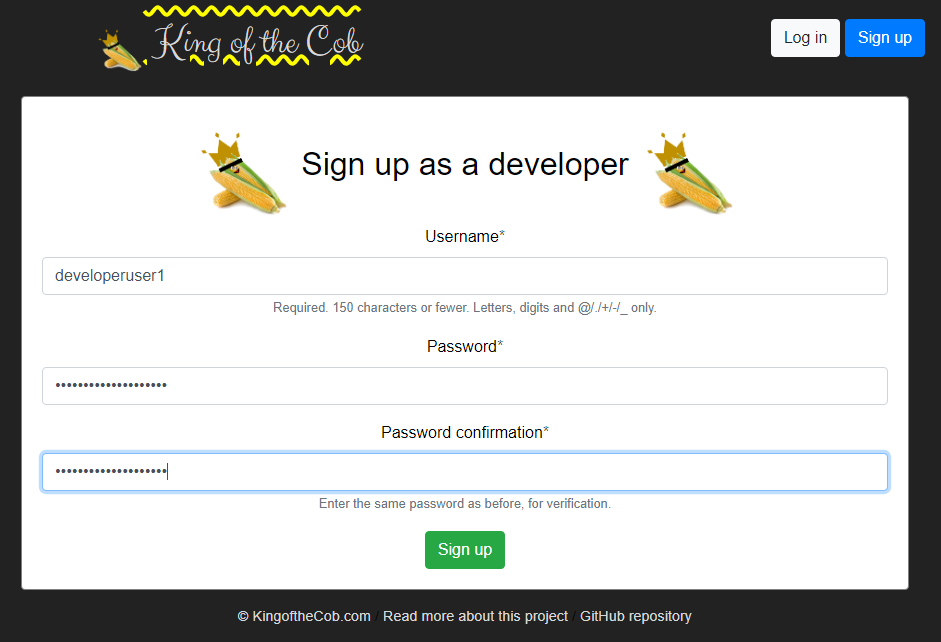 King of the Cob
Log in
Sign up
Sign up as a developer
Username*
developeruser1
Required. 150 characters or fewer. Letters, digits and @/./+/-/_ only.
Password*
••••••••••••••••••••
Password confirmation*
••••••••••••••••••••
Enter the same password as before, for verification.
Sign up
© KingoftheCob.com / Read more about this project / GitHub repository